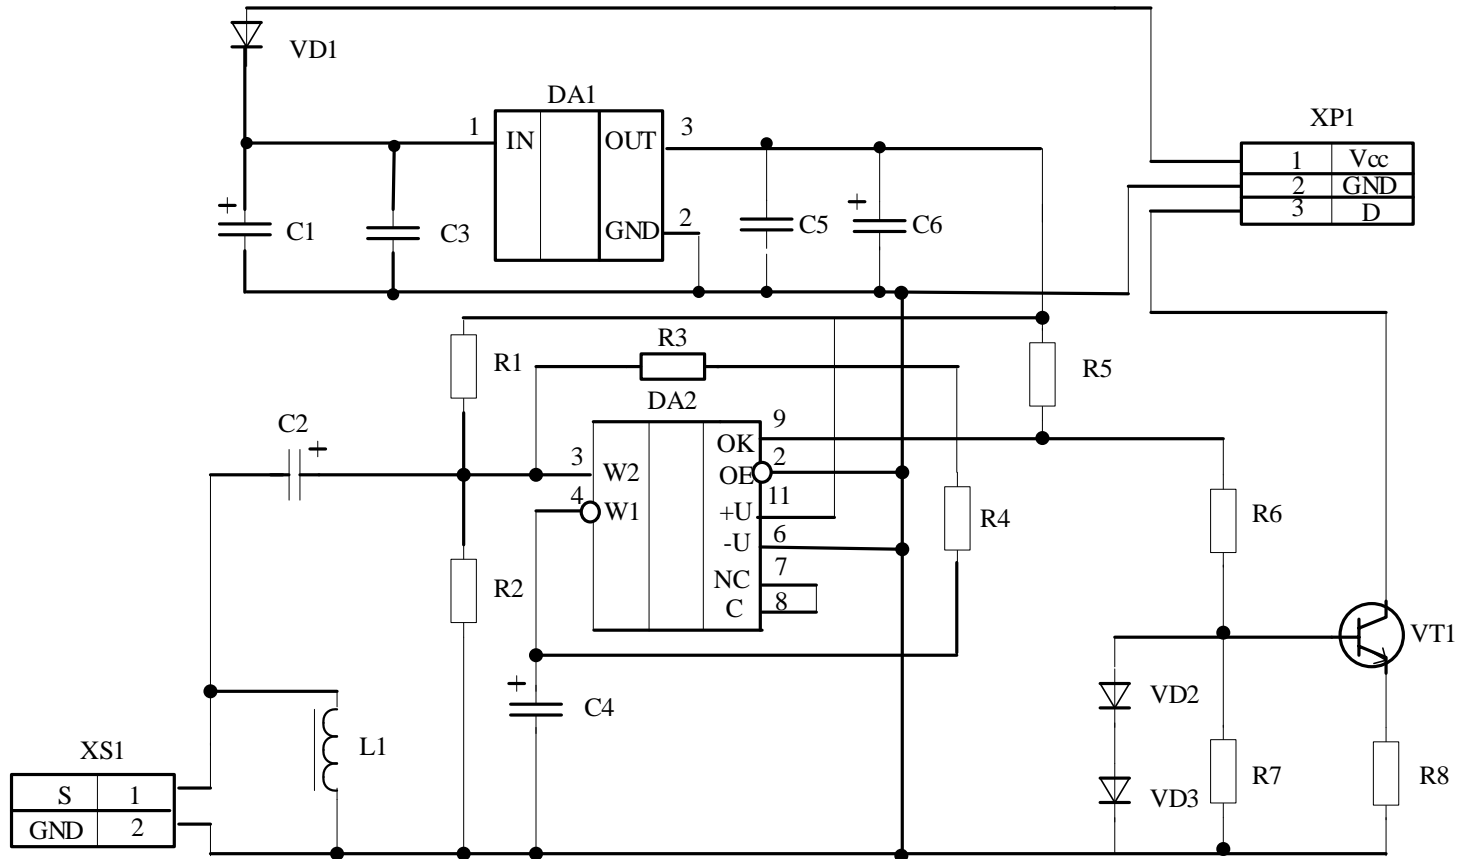 VD1
DA1
1 IN OUT 3
GND 2
+ C1
C3
C5
+ C6
XP1
1 Vcc
2 GND
3 D
R1
R3
R5
DA2
C2 +
3 W2
4 W1
OK 9
OE 2
+U 11
-U 6
NC 7
C 8
R4
R6
R2
VT1
+ C4
VD2
L1
XS1
S 1
GND 2
VD3
R7
R8